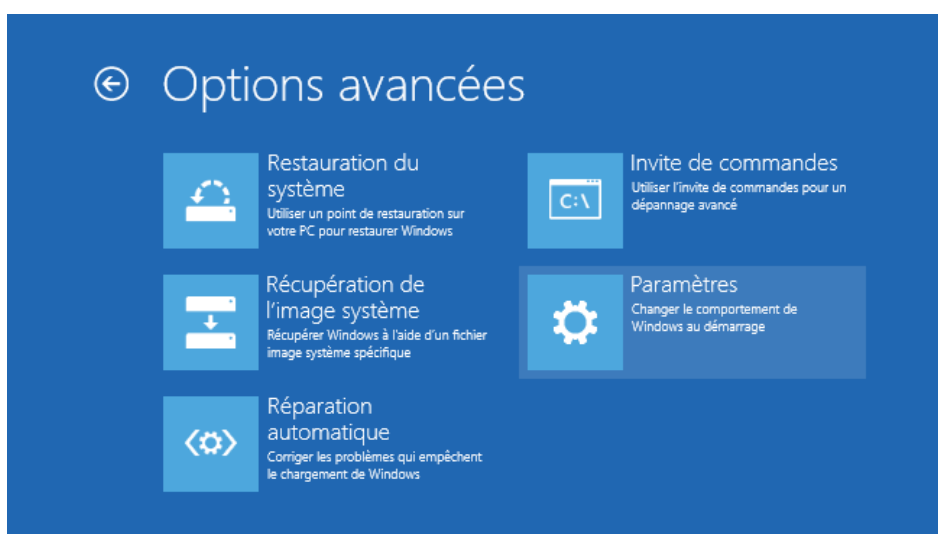 Options avancées
Restauration du
système
Utiliser un point de restauration sur
votre PC pour restaurer Windows
Récupération de
l'image système
Récupérer Windows à l'aide d'un fichier
image système spécifique
Réparation
automatique
Corriger les problèmes qui empêchent
le chargement de Windows
C:\
Invite de commandes
Utiliser l'invite de commandes pour un
dépannage avancé
Paramètres
Changer le comportement de
Windows au démarrage